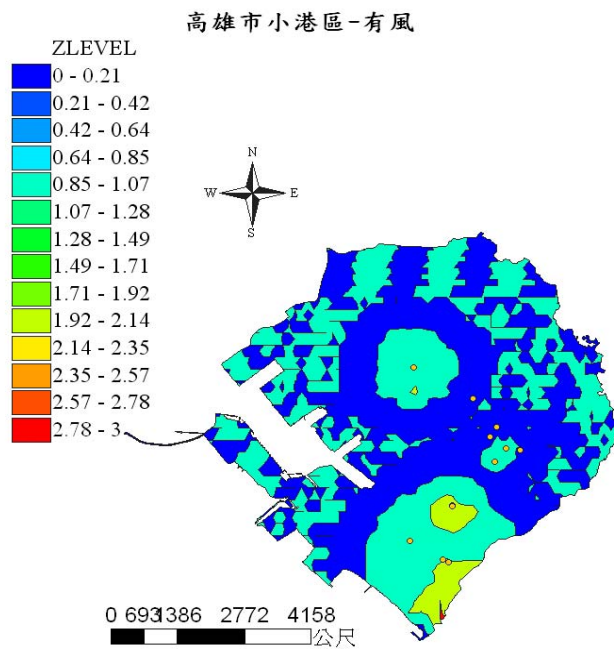 高雄市小港區-有風
ZLEVEL
0 - 0.21
0.21 - 0.42
0.42 - 0.64
0.64 - 0.85
0.85 - 1.07
1.07 - 1.28
1.28 - 1.49
1.49 - 1.71
1.71 - 1.92
1.92 - 2.14
2.14 - 2.35
2.35 - 2.57
2.57 - 2.78
2.78 - 3
N
W E
S
0 693 1386 2772 4158
公尺